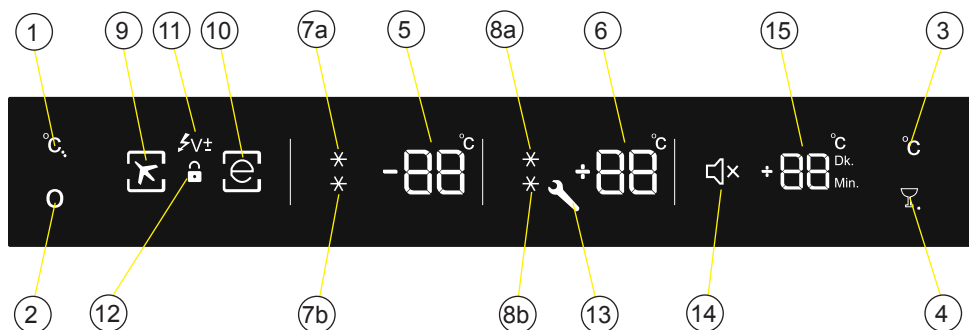 1 9 11 10 7a 5 8a 6 15 3
°C V± e -88 °C ÷88 °C × ÷88 °C Dk. Min. °C
O
2 12 7b 8b 13 14 4